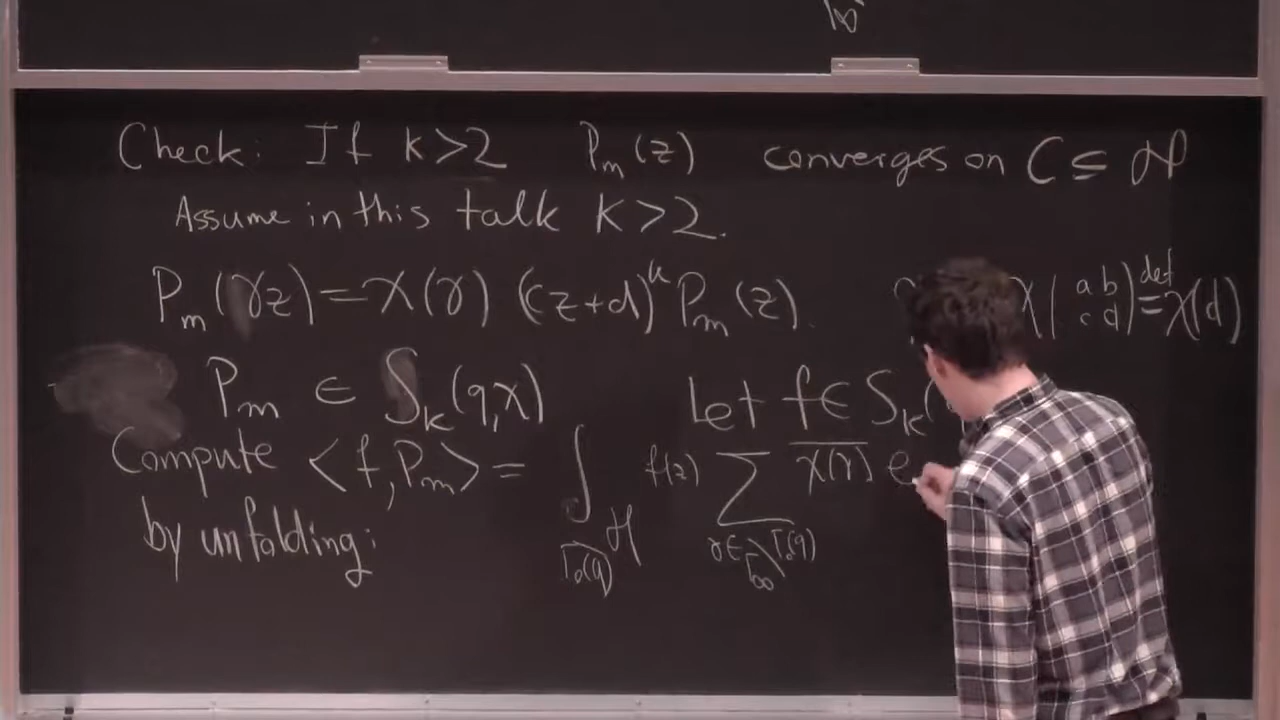 ∞
Check: If k>2 P_m(z) converges on C ⊆ ℋ
Assume in this talk k>2.
P_m(γz) = χ(γ) (cz+d)^k P_m(z). χ(a b c d) def= χ(d)
P_m ∈ S_k(q,χ) Let f ∈ S_k(
Compute <f, P_m> = ∫_{Γ_0(q)\ℋ} f(z) Σ_{γ∈Γ_∞\Γ_0(q)} \overline{χ(γ)} e
by unfolding: